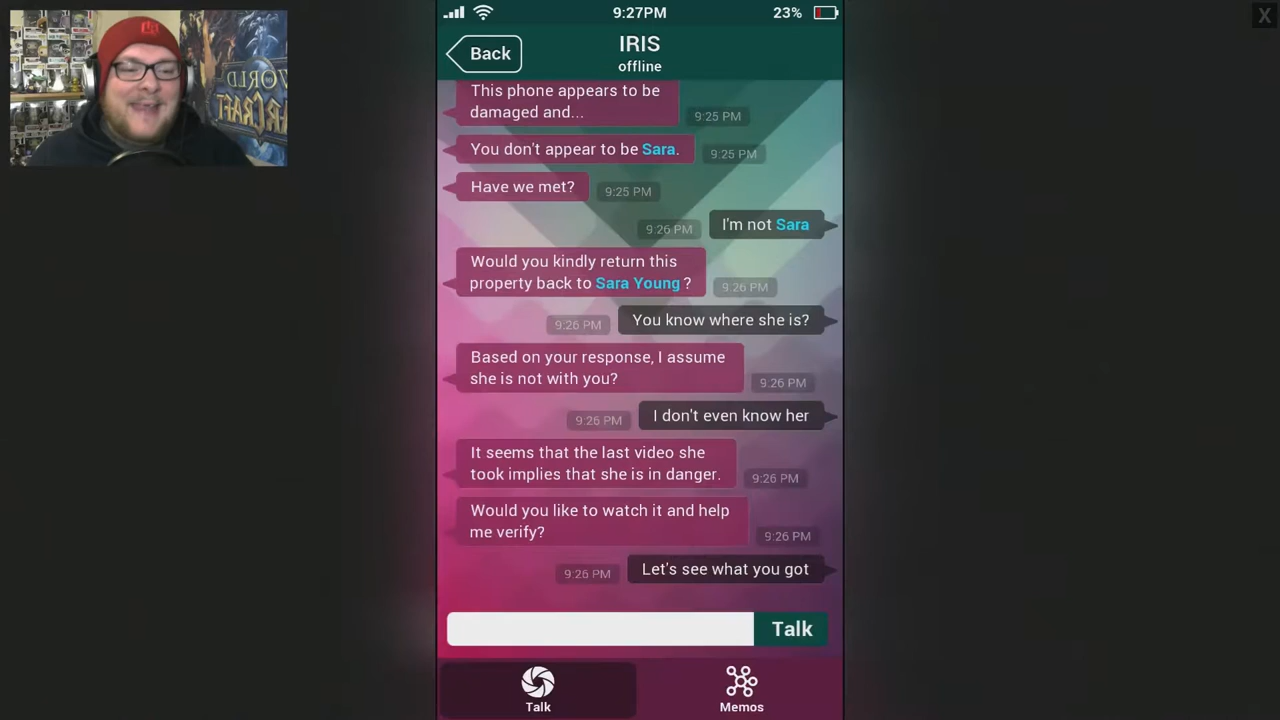 9:27PM
23%
X
Back
IRIS
offline
This phone appears to be
damaged and...
9:25 PM
You don't appear to be Sara.
9:25 PM
Have we met?
9:25 PM
I'm not Sara
9:26 PM
Would you kindly return this
property back to Sara Young ?
9:26 PM
You know where she is?
9:26 PM
Based on your response, I assume
she is not with you?
9:26 PM
I don't even know her
9:26 PM
It seems that the last video she
took implies that she is in danger.
9:26 PM
Would you like to watch it and help
me verify?
9:26 PM
Let's see what you got
9:26 PM
Talk
Talk
Memos
WORLD
WARCRAFT